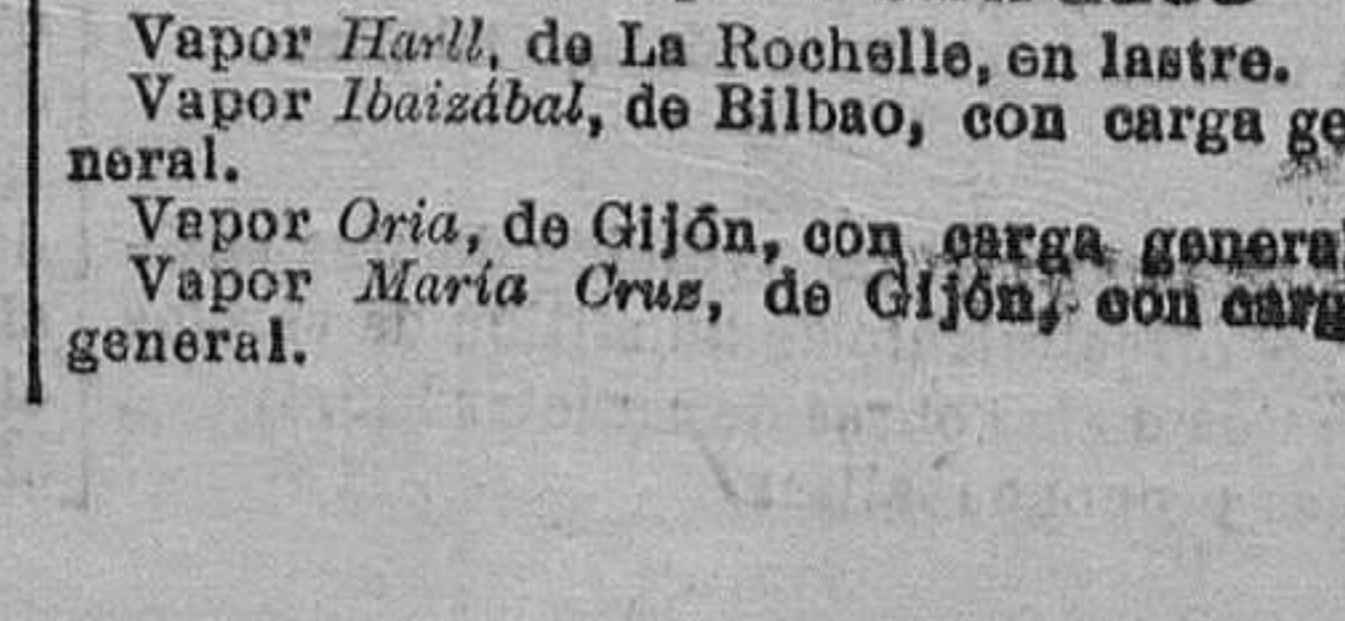 Vapor Harll, de La Rochelle, en lastre.
Vapor Ibaizábal, de Bilbao, con carga ge
neral.
Vapor Oria, de Gijón, con carga general
Vapor María Cruz, de Gijón, con carg
general.